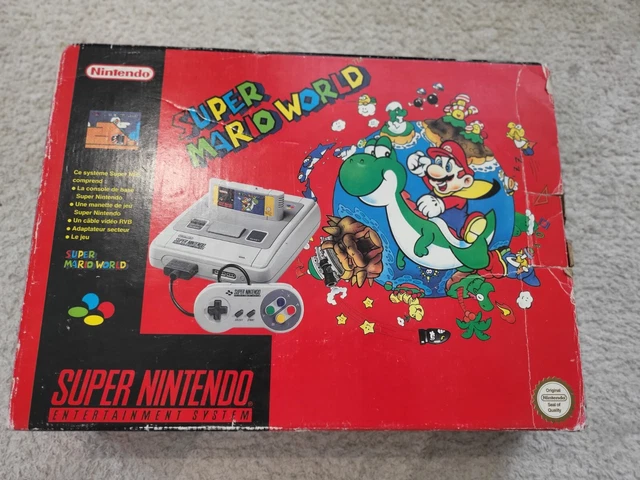 Nintendo
SUPER
MARIO WORLD
Ce système Super
comprend :
● La console de base
Super Nintendo
● Une manette de jeu
Super Nintendo
● Un câble vidéo RVB
● Adaptateur secteur
● Le jeu
SUPER
MARIO WORLD
SUPER NINTENDO
SUPER NINTENDO
ENTERTAINMENT SYSTEM
Original
Nintendo
Seal of
Quality